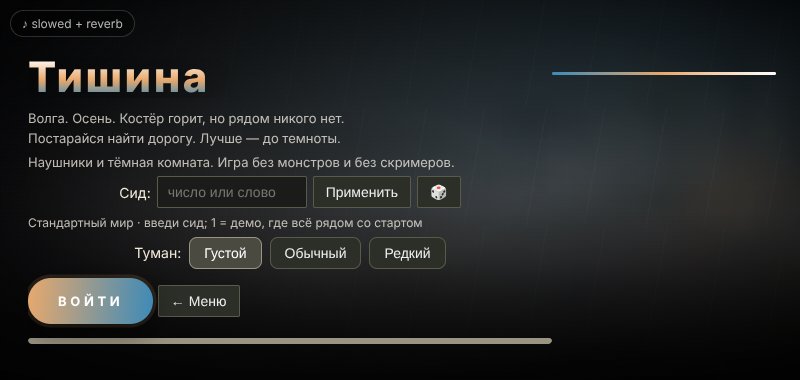 ♪ slowed + reverb
Тишина
Волга. Осень. Костёр горит, но рядом никого нет.
Постарайся найти дорогу. Лучше — до темноты.
Наушники и тёмная комната. Игра без монстров и без скримеров.
Сид: число или слово Применить 🎲
Стандартный мир · введи сид; 1 = демо, где всё рядом со стартом
Туман: Густой Обычный Редкий
ВОЙТИ ← Меню